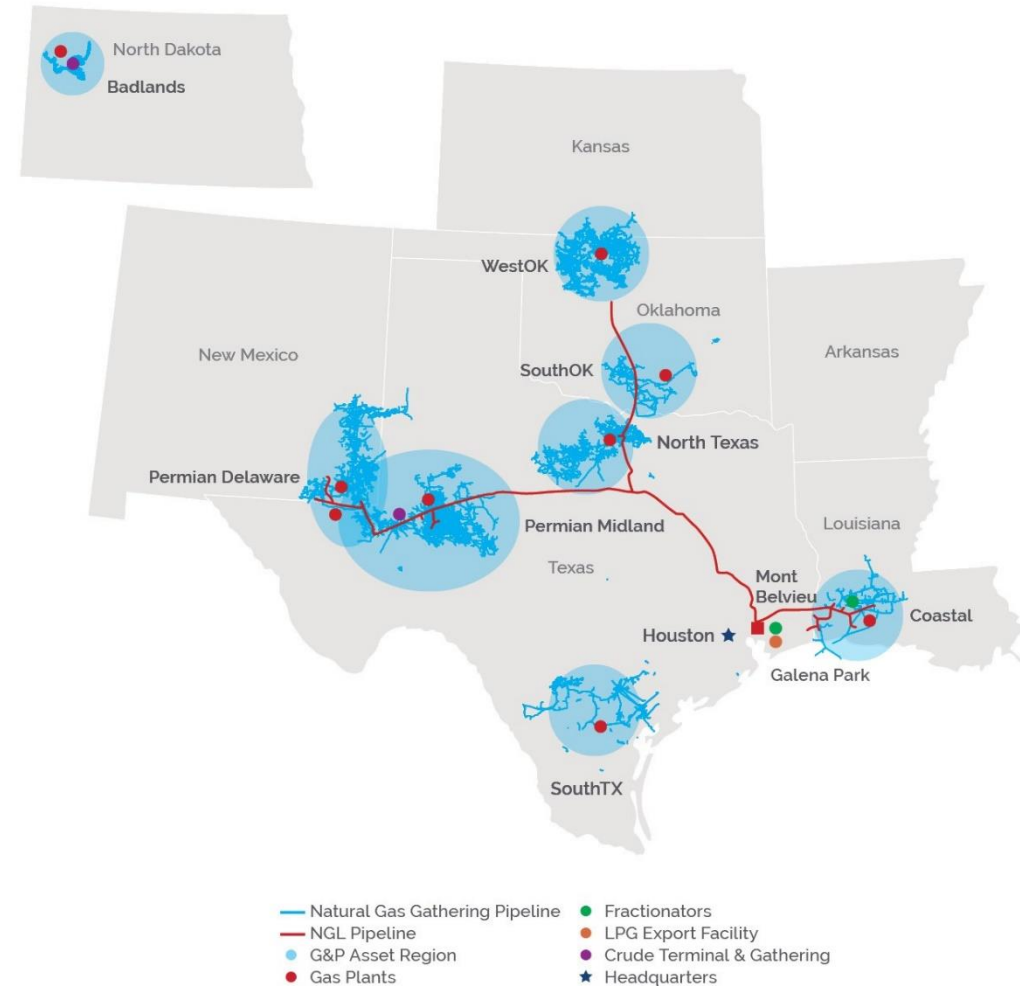 North Dakota
Badlands
Kansas
WestOK
Oklahoma
New Mexico
Arkansas
SouthOK
North Texas
Permian Delaware
Permian Midland
Louisiana
Texas
Mont
Belvieu
Coastal
Houston
Galena Park
SouthTX
Natural Gas Gathering Pipeline
NGL Pipeline
G&P Asset Region
Gas Plants
Fractionators
LPG Export Facility
Crude Terminal & Gathering
Headquarters